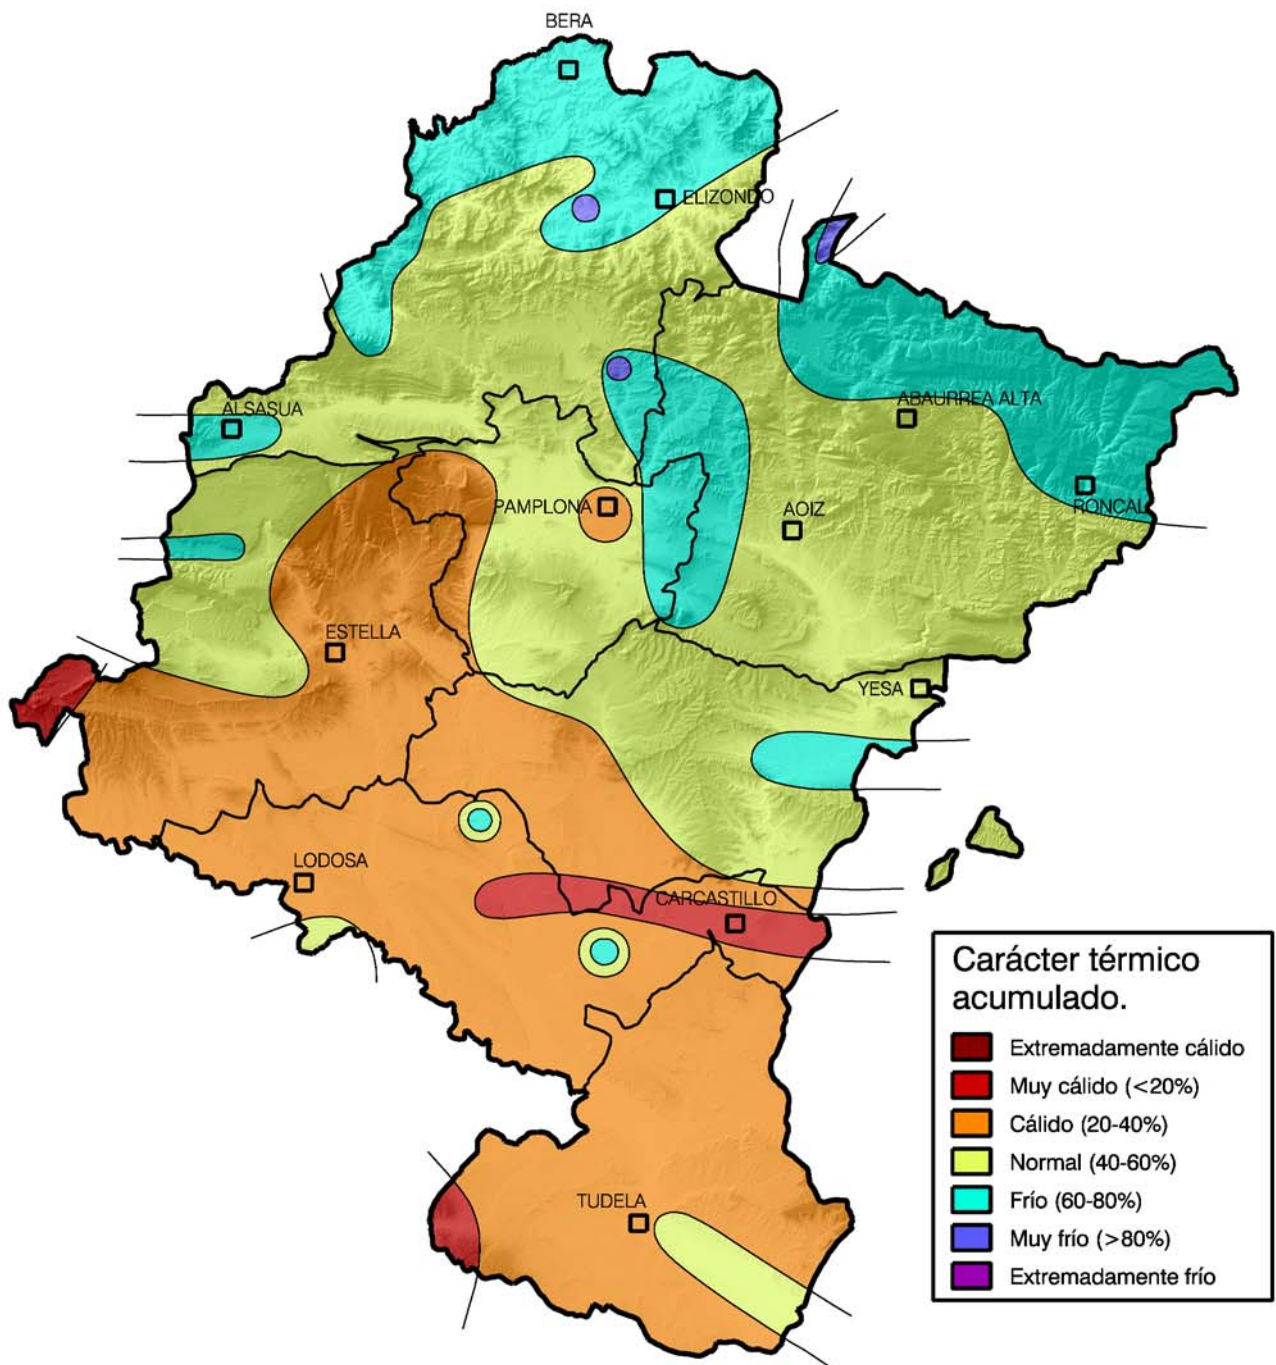 BERA
ELIZONDO
ALSASUA
ABAURREA ALTA
PAMPLONA
AOIZ
RONCAL
ESTELLA
YESA
LODOSA
CARCASTILLO
TUDELA
Carácter térmico
acumulado.
Extremadamente cálido
Muy cálido (<20%)
Cálido (20-40%)
Normal (40-60%)
Frío (60-80%)
Muy frío (>80%)
Extremadamente frío